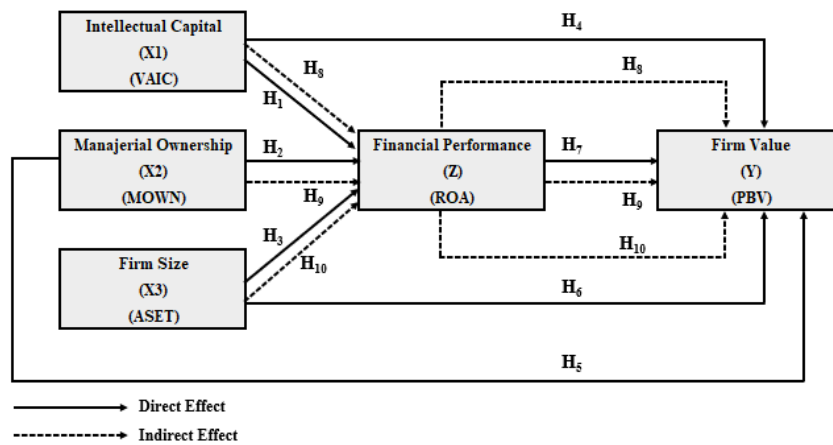 Intellectual Capital
(X1)
(VAIC)
H4
H8
H1
H8
Manajerial Ownership
(X2)
(MOWN)
H2
H9
Financial Performance
(Z)
(ROA)
H7
H9
Firm Value
(Y)
(PBV)
H3
H10
H10
Firm Size
(X3)
(ASET)
H6
H5
Direct Effect
Indirect Effect